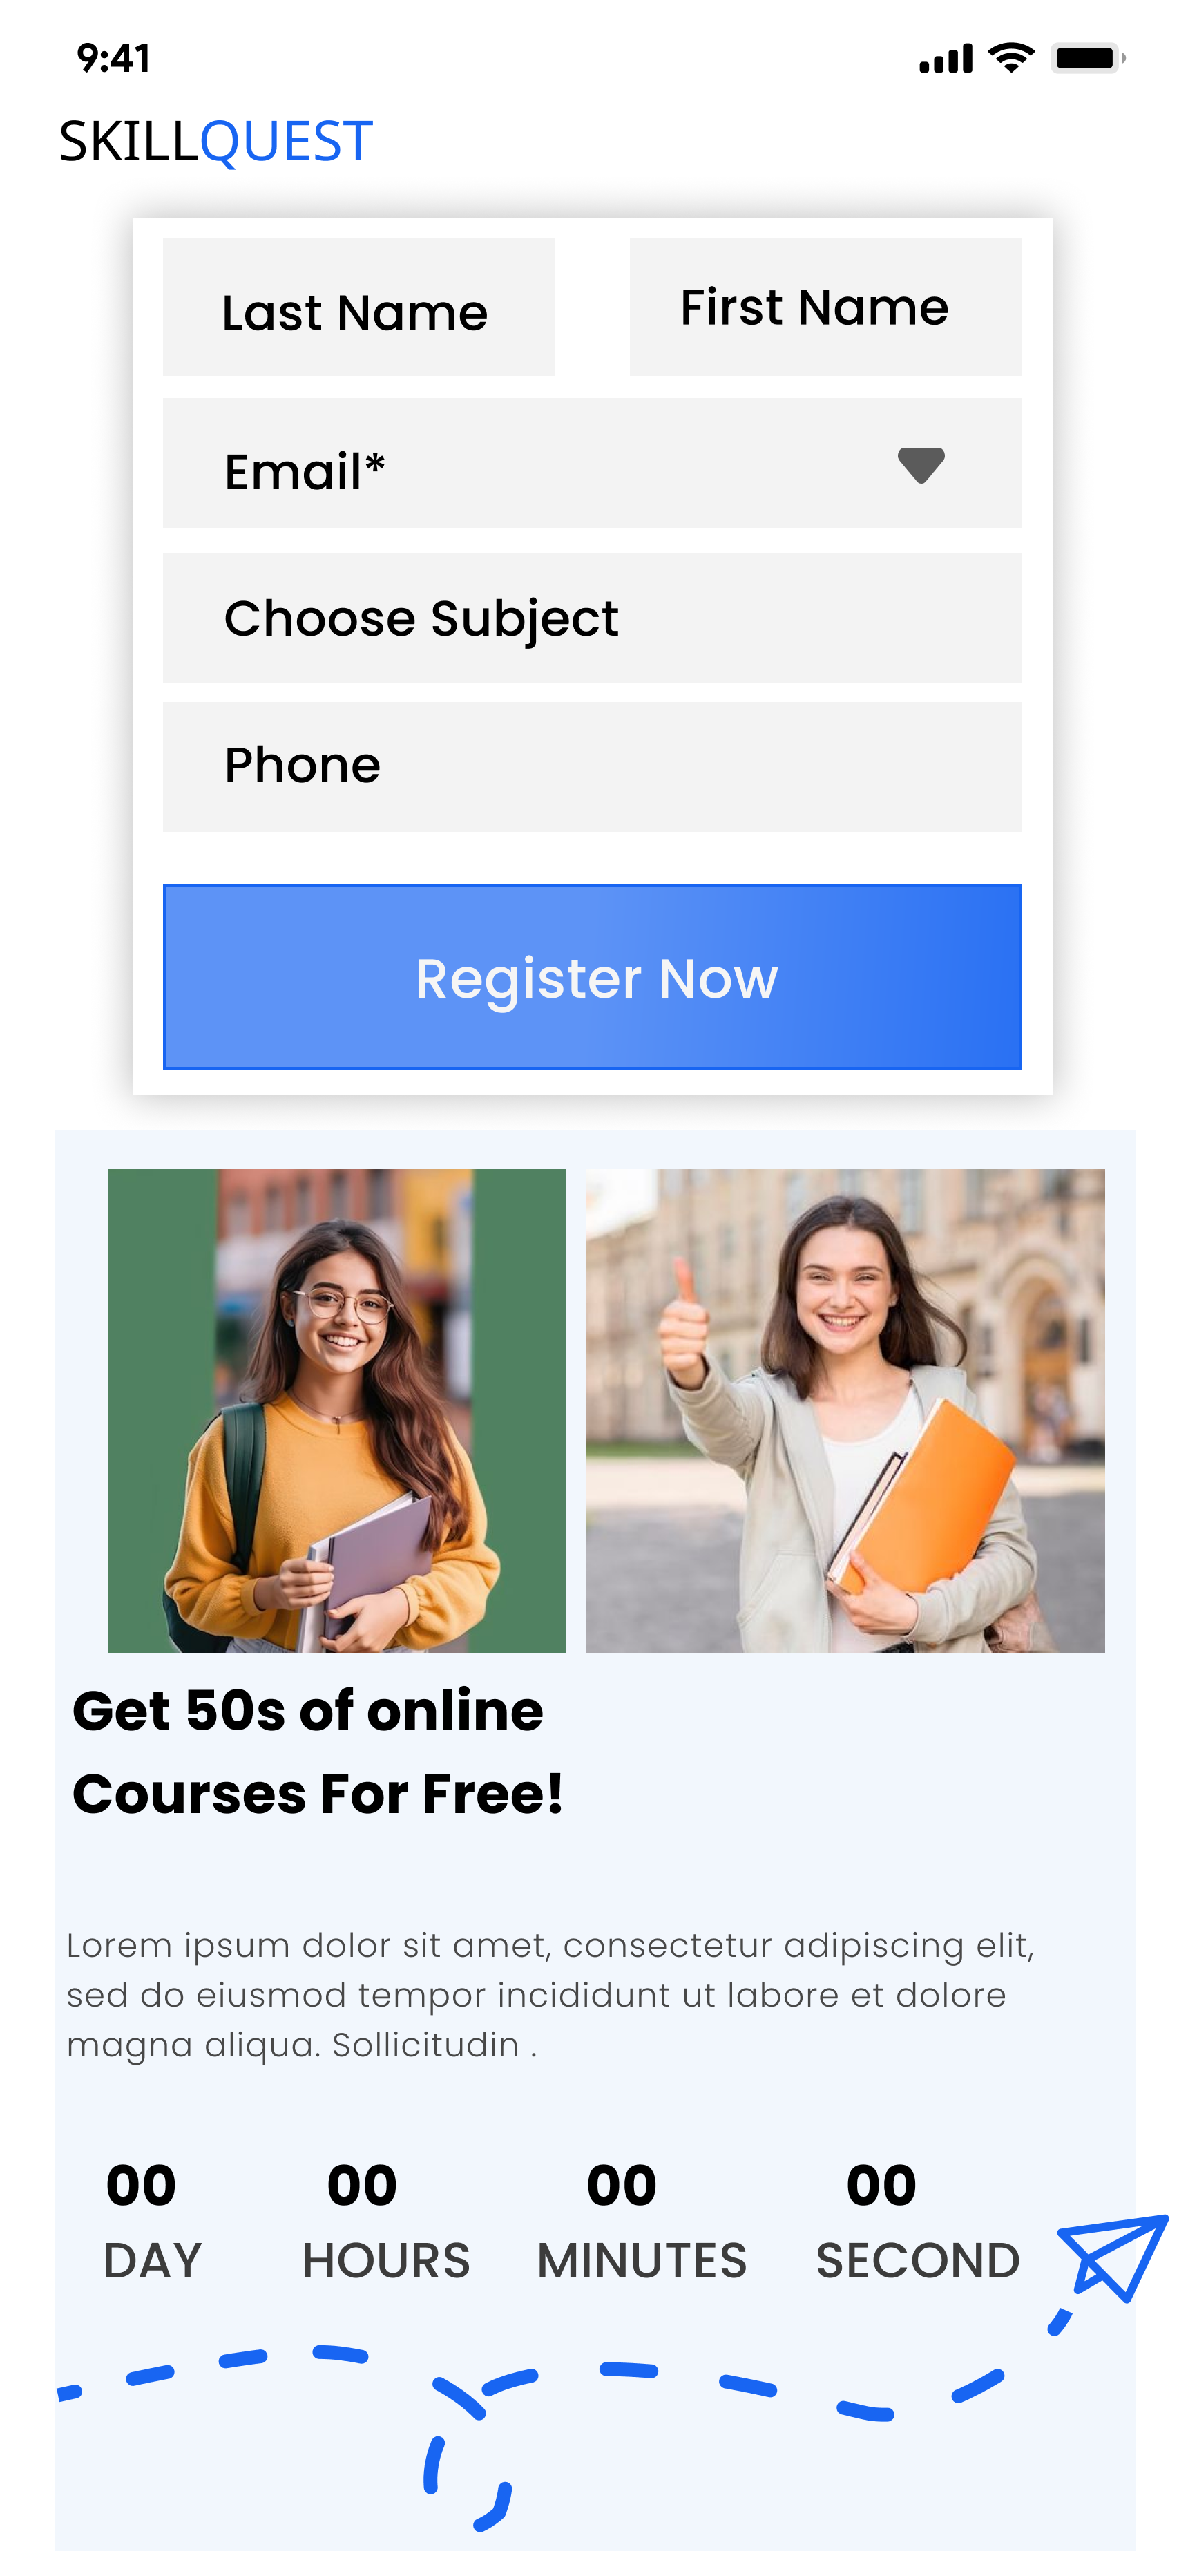 9:41
SKILLQUEST
Last Name
First Name
Email*
Choose Subject
Phone
Register Now
Get 50s of online
Courses For Free!
Lorem ipsum dolor sit amet, consectetur adipiscing elit,
sed do eiusmod tempor incididunt ut labore et dolore
magna aliqua. Sollicitudin .
00 00 00 00
DAY HOURS MINUTES SECOND